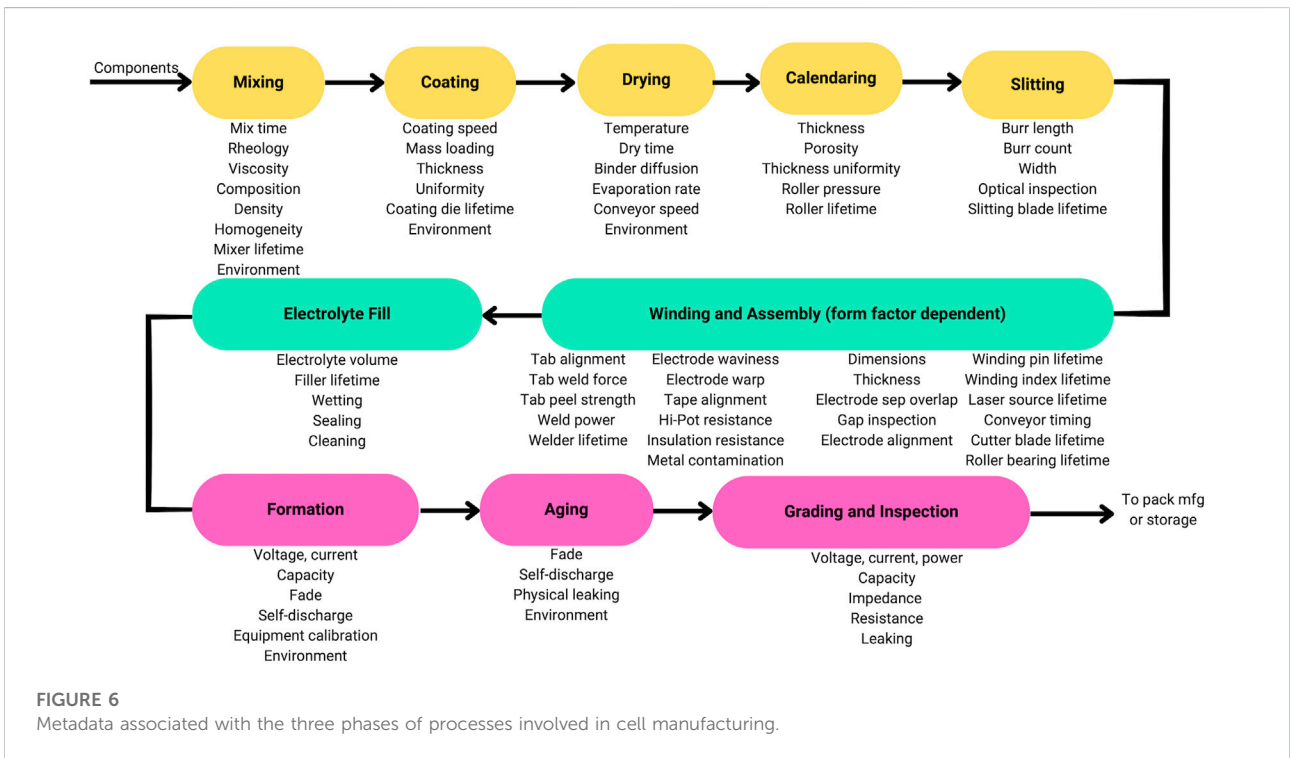 Components
Mixing
Mix time
Rheology
Viscosity
Composition
Density
Homogeneity
Mixer lifetime
Environment
Coating
Coating speed
Mass loading
Thickness
Uniformity
Coating die lifetime
Environment
Drying
Temperature
Dry time
Binder diffusion
Evaporation rate
Conveyor speed
Environment
Calendaring
Thickness
Porosity
Thickness uniformity
Roller pressure
Roller lifetime
Slitting
Burr length
Burr count
Width
Optical inspection
Slitting blade lifetime
Winding and Assembly (form factor dependent)
Tab alignment
Tab weld force
Tab peel strength
Weld power
Welder lifetime
Electrode waviness
Electrode warp
Tape alignment
Hi-Pot resistance
Insulation resistance
Metal contamination
Dimensions
Thickness
Electrode sep overlap
Gap inspection
Electrode alignment
Winding pin lifetime
Winding index lifetime
Laser source lifetime
Conveyor timing
Cutter blade lifetime
Roller bearing lifetime
Electrolyte Fill
Electrolyte volume
Filler lifetime
Wetting
Sealing
Cleaning
Formation
Voltage, current
Capacity
Fade
Self-discharge
Equipment calibration
Environment
Aging
Fade
Self-discharge
Physical leaking
Environment
Grading and Inspection
Voltage, current, power
Capacity
Impedance
Resistance
Leaking
To pack mfg
or storage
FIGURE 6
Metadata associated with the three phases of processes involved in cell manufacturing.